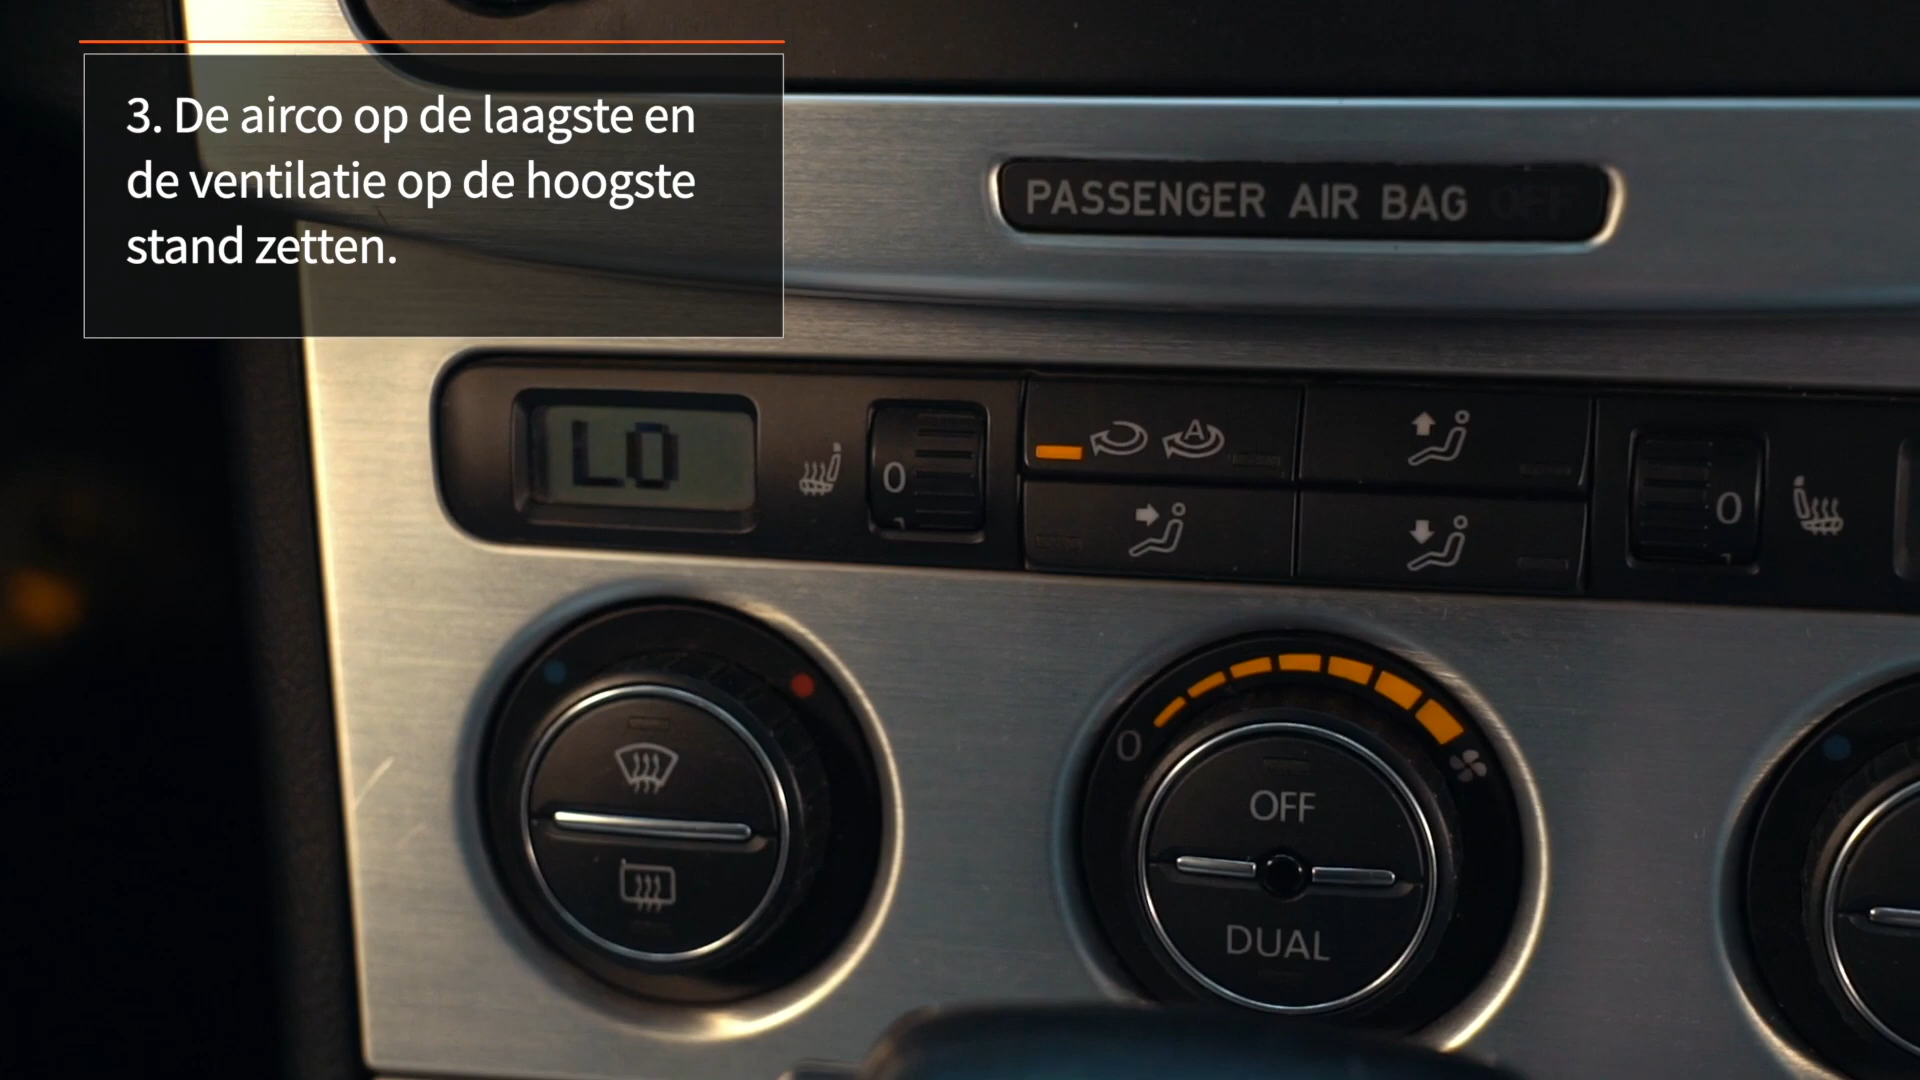 3. De airco op de laagste en
de ventilatie op de hoogste
stand zetten.
PASSENGER AIR BAG OFF
LO
0
A
0
0
OFF
DUAL